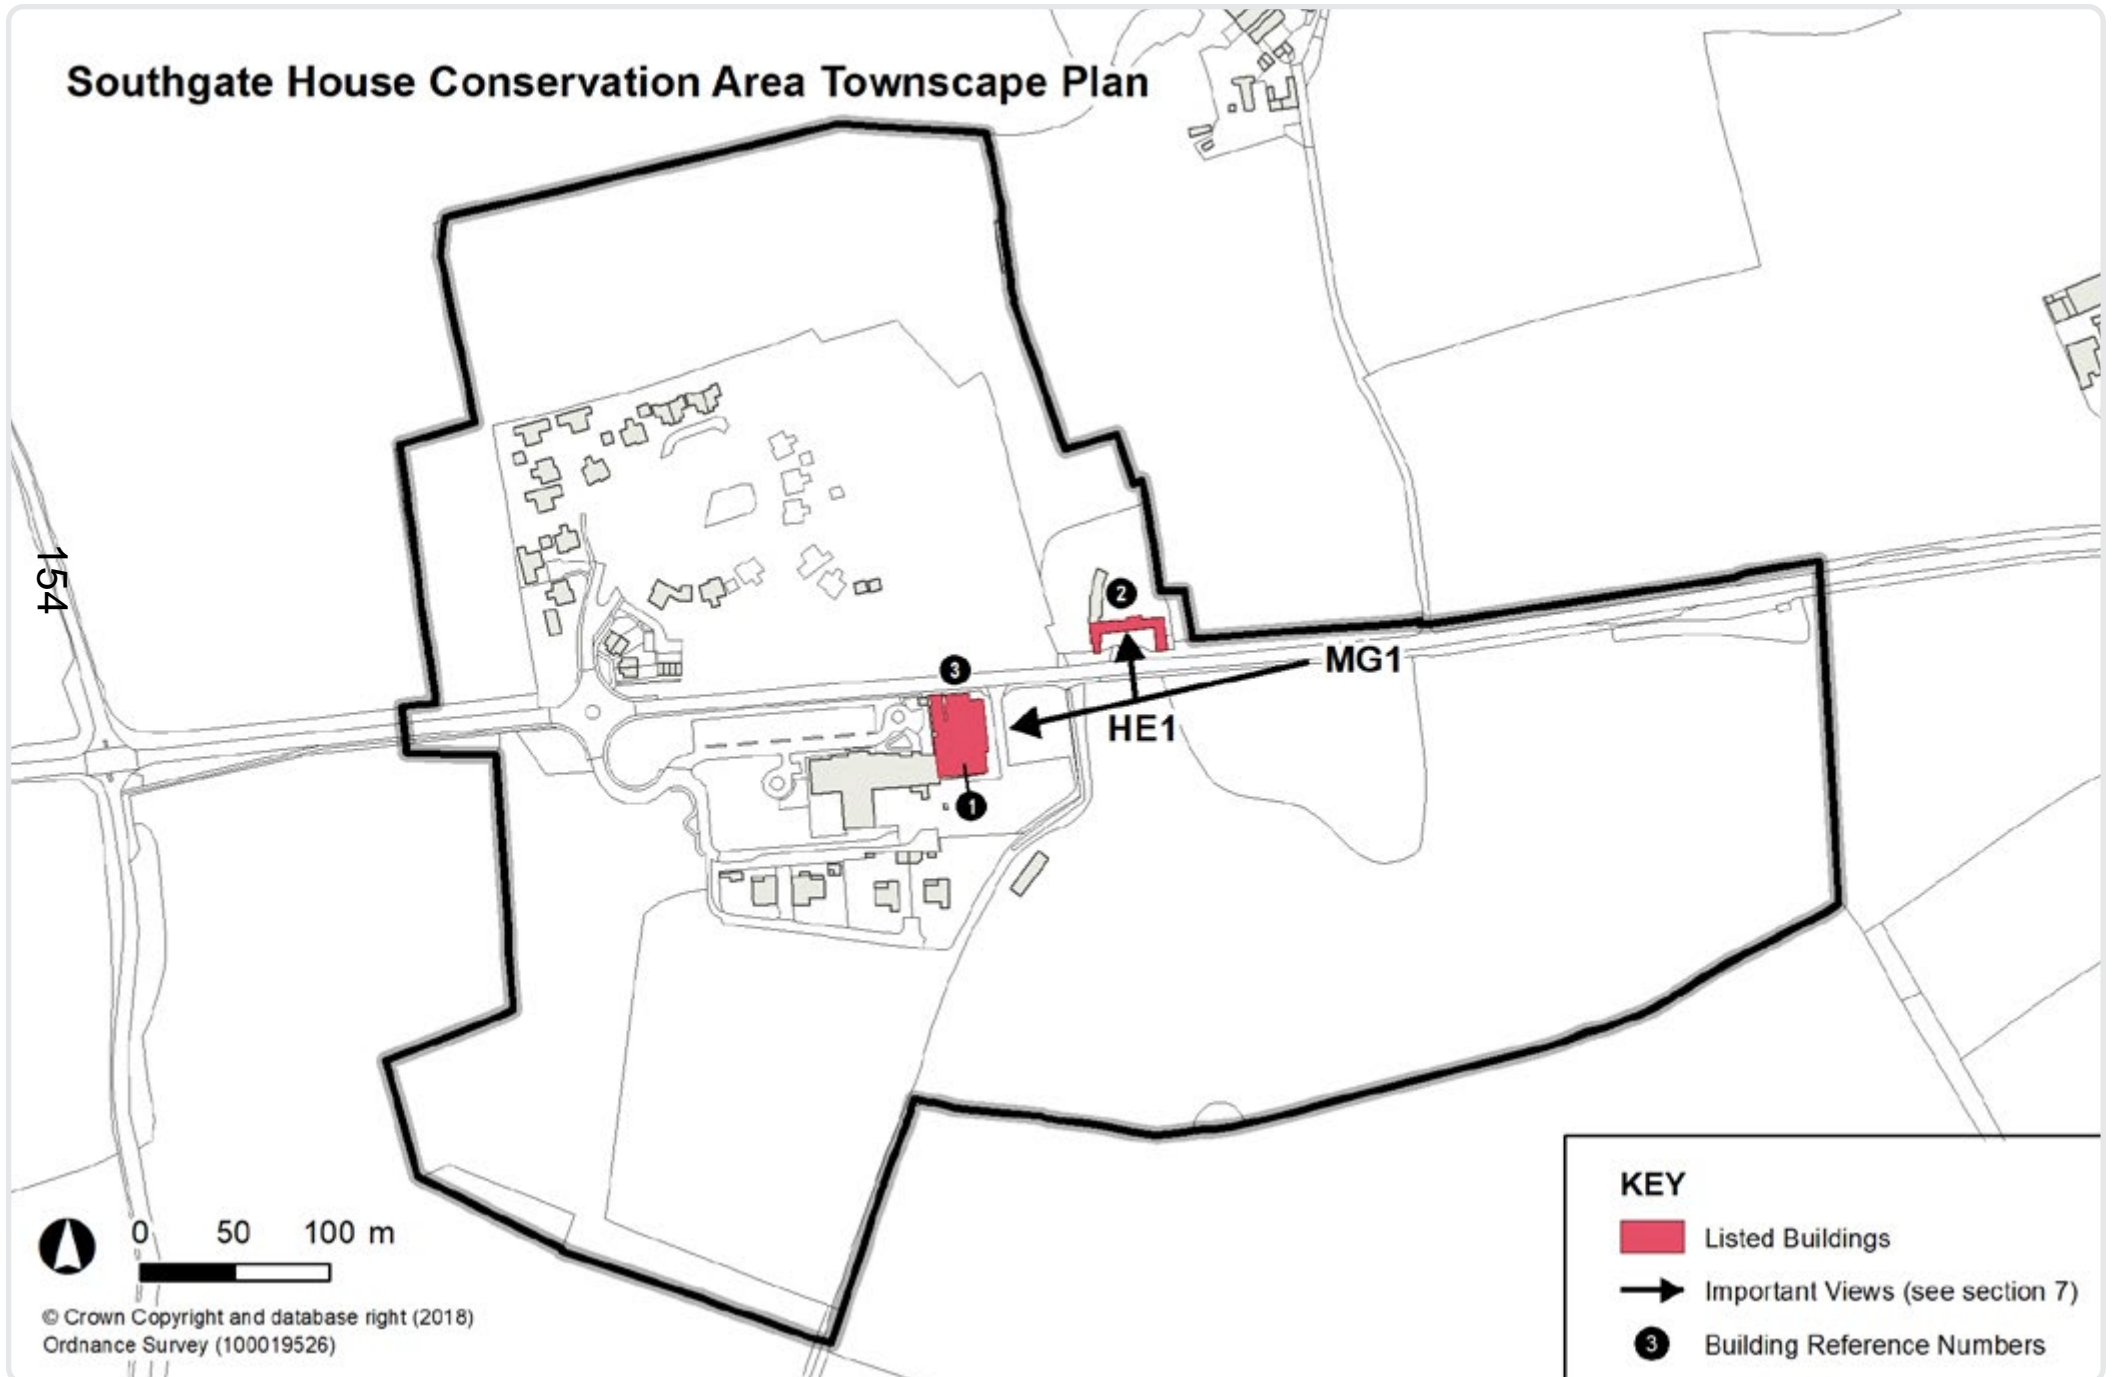 Southgate House Conservation Area Townscape Plan
154
2
3
MG1
HE1
1
0 50 100 m
© Crown Copyright and database right (2018)
Ordnance Survey (100019526)
KEY
Listed Buildings
Important Views (see section 7)
3 Building Reference Numbers